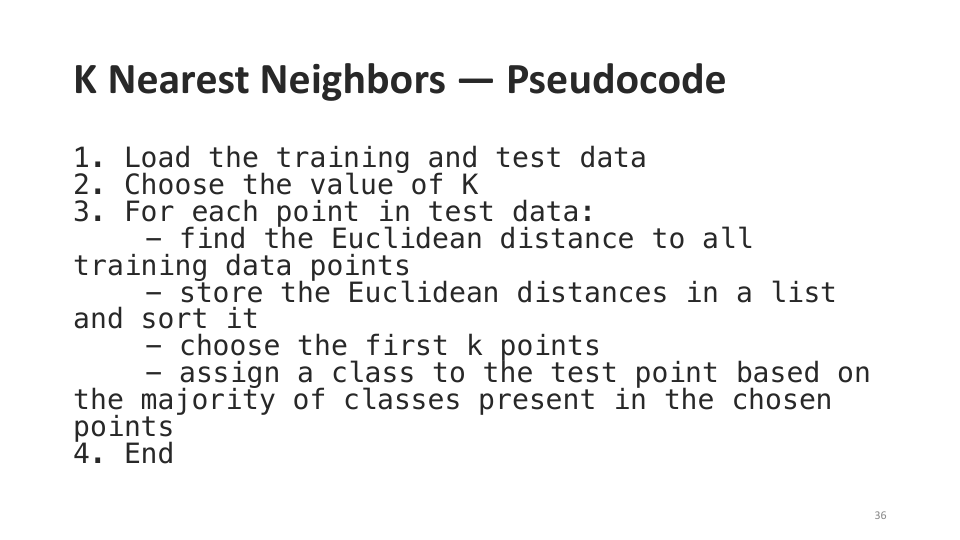 K Nearest Neighbors — Pseudocode
1. Load the training and test data
2. Choose the value of K
3. For each point in test data:
– find the Euclidean distance to all
training data points
– store the Euclidean distances in a list
and sort it
– choose the first k points
– assign a class to the test point based on
the majority of classes present in the chosen
points
4. End
36